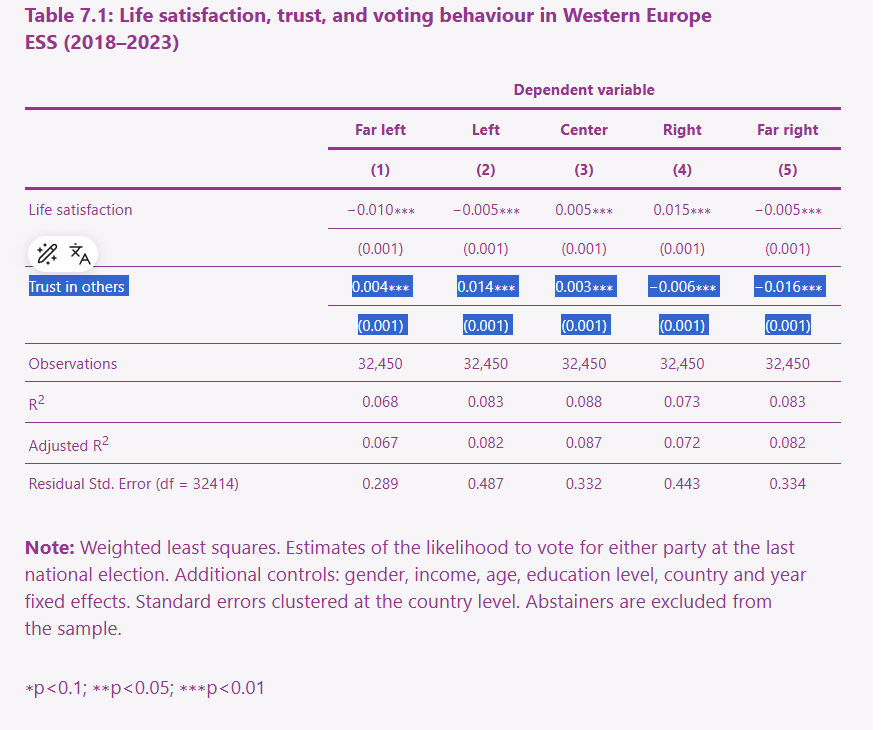 Table 7.1: Life satisfaction, trust, and voting behaviour in Western Europe
ESS (2018–2023)
Dependent variable
Far left Left Center Right Far right
(1) (2) (3) (4) (5)
Life satisfaction −0.010*** −0.005*** 0.005*** 0.015*** −0.005***
(0.001) (0.001) (0.001) (0.001) (0.001)
Trust in others 0.004*** 0.014*** 0.003*** −0.006*** −0.016***
(0.001) (0.001) (0.001) (0.001) (0.001)
Observations 32,450 32,450 32,450 32,450 32,450
R² 0.068 0.083 0.088 0.073 0.083
Adjusted R² 0.067 0.082 0.087 0.072 0.082
Residual Std. Error (df = 32414) 0.289 0.487 0.332 0.443 0.334
Note: Weighted least squares. Estimates of the likelihood to vote for either party at the last
national election. Additional controls: gender, income, age, education level, country and year
fixed effects. Standard errors clustered at the country level. Abstainers are excluded from
the sample.
*p<0.1; **p<0.05; ***p<0.01